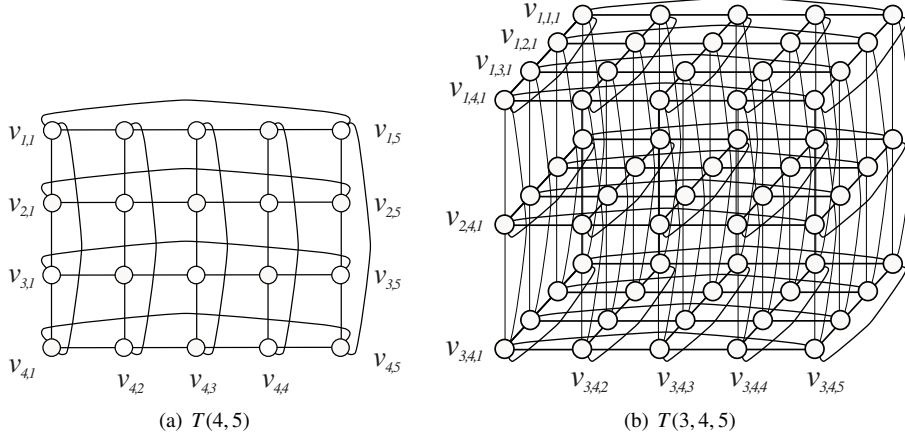 v1,1
v1,5
v2,1
v2,5
v3,1
v3,5
v4,1
v4,2
v4,3
v4,4
v4,5
(a) T(4, 5)
v1,1,1
v1,2,1
v1,3,1
v1,4,1
v2,4,1
v3,4,1
v3,4,2
v3,4,3
v3,4,4
v3,4,5
(b) T(3, 4, 5)